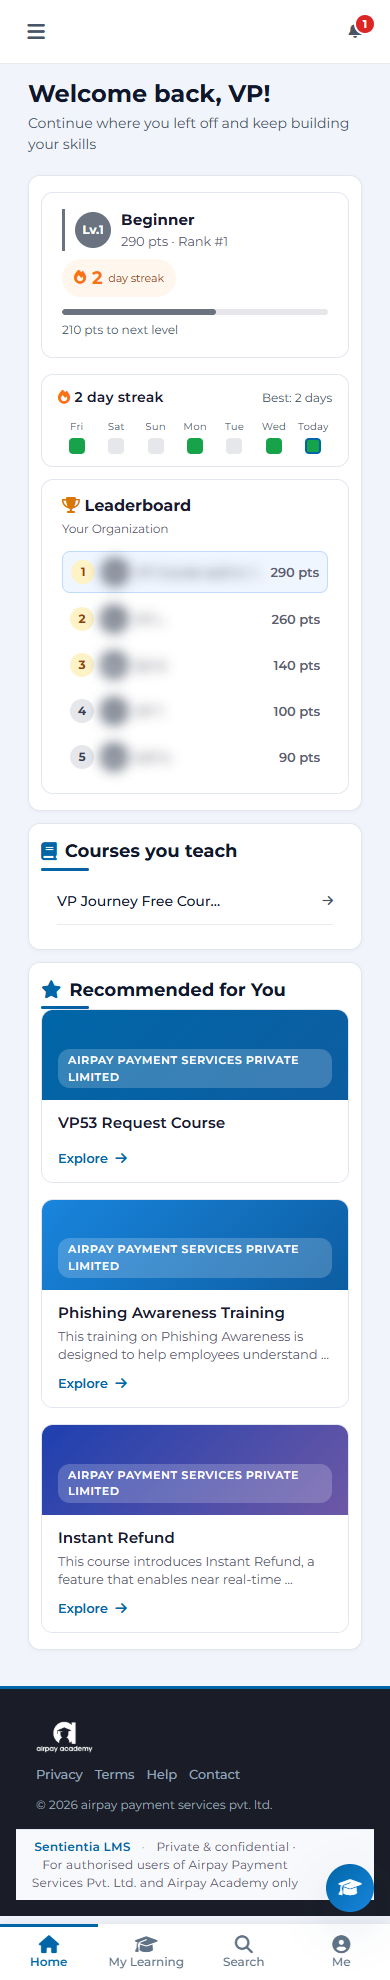 1
Welcome back, VP!
Continue where you left off and keep building
your skills
Lv.1
Beginner
290 pts · Rank #1
2 day streak
210 pts to next level
2 day streak
Best: 2 days
Fri Sat Sun Mon Tue Wed Today
Leaderboard
Your Organization
1 290 pts
2 260 pts
3 140 pts
4 100 pts
5 90 pts
Courses you teach
VP Journey Free Cour...
Recommended for You
AIRPAY PAYMENT SERVICES PRIVATE
LIMITED
VP53 Request Course
Explore
AIRPAY PAYMENT SERVICES PRIVATE
LIMITED
Phishing Awareness Training
This training on Phishing Awareness is
designed to help employees understand ...
Explore
AIRPAY PAYMENT SERVICES PRIVATE
LIMITED
Instant Refund
This course introduces Instant Refund, a
feature that enables near real-time ...
Explore
airpay academy
Privacy Terms Help Contact
© 2026 airpay payment services pvt. ltd.
Sentientia LMS · Private & confidential ·
For authorised users of Airpay Payment
Services Pvt. Ltd. and Airpay Academy only
Home My Learning Search Me